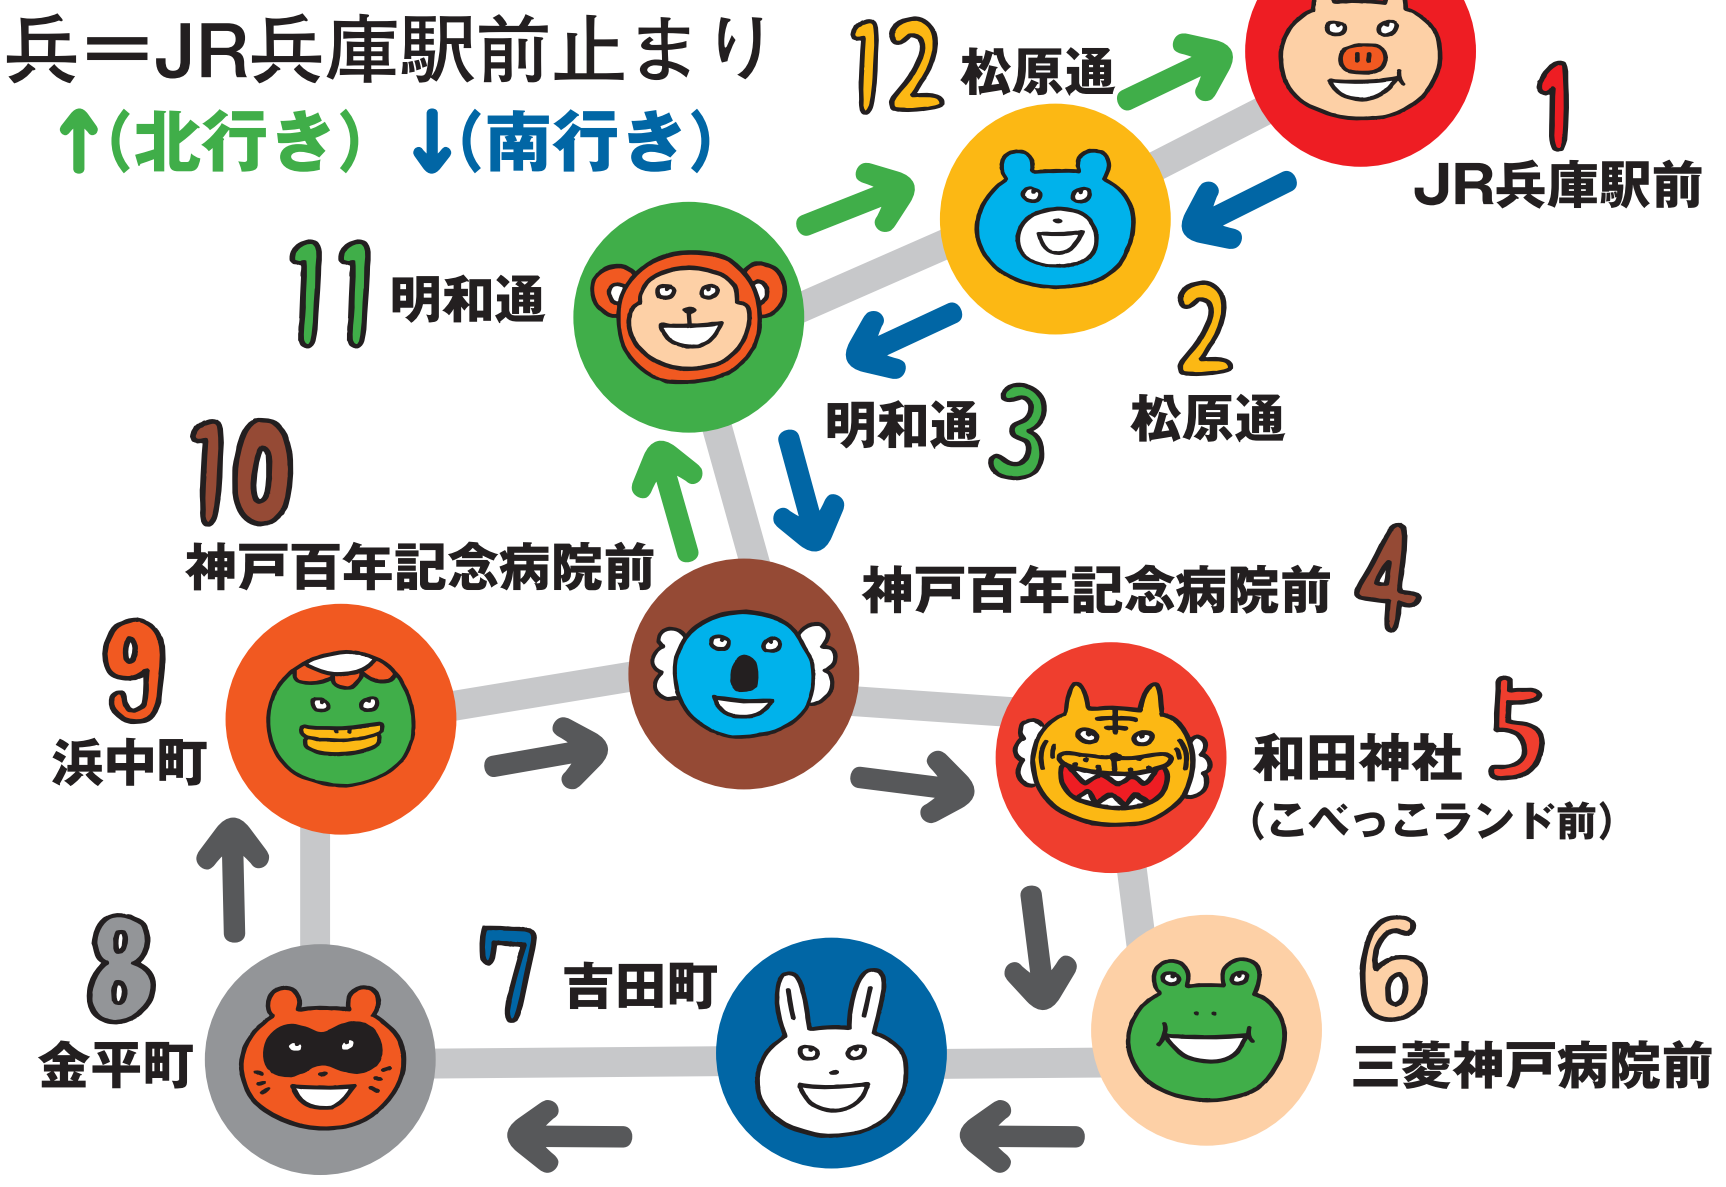 兵＝JR兵庫駅前止まり
↑(北行き) ↓(南行き)
12 松原通
1
JR兵庫駅前
11 明和通
2
松原通
明和通 3
10
神戸百年記念病院前
神戸百年記念病院前 4
9
浜中町
和田神社 5
(こべっこランド前)
8
金平町
7 吉田町
6
三菱神戸病院前